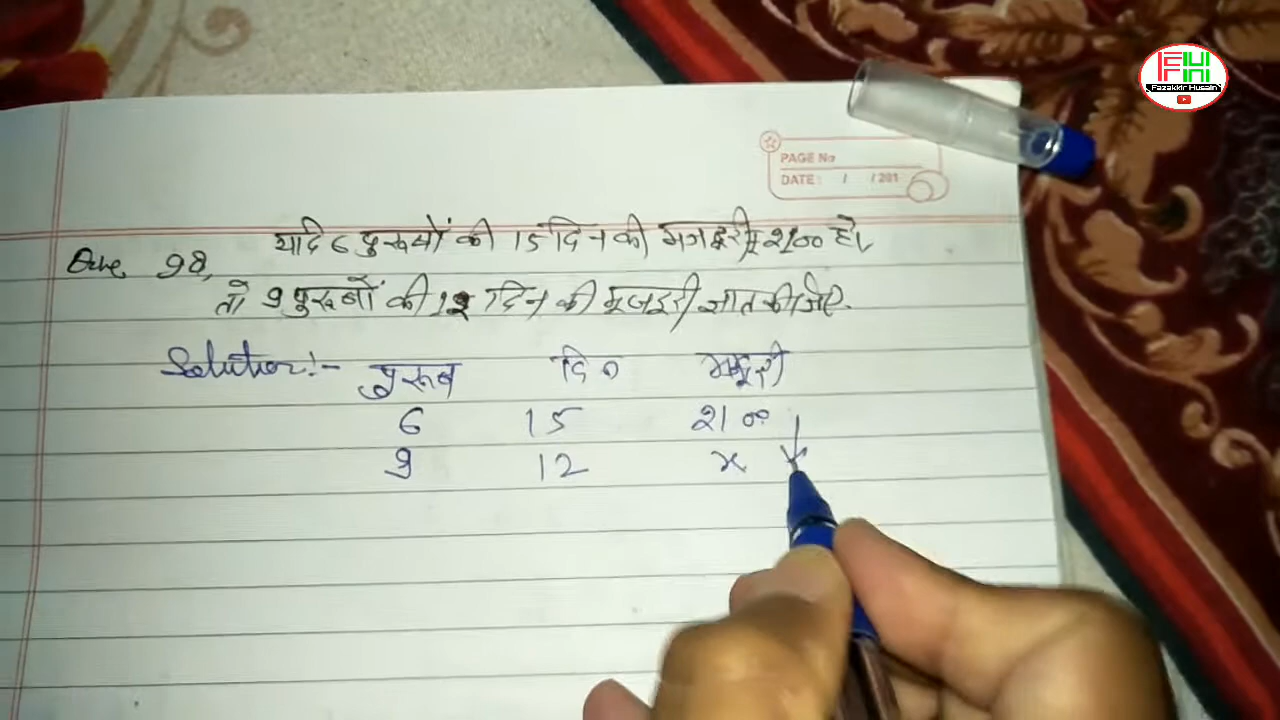 Fazakkir Husain
PAGE No
DATE : / / 201
यदि 6 पुरूषों की 15 दिन की मजदूरी ₹ 2100 हो,
Que, 98,
तो 9 पुरूषों की 12 दिन की मजदूरी ज्ञात कीजिए.
Solution:- पुरूष दिन मजदूरी
6 15 2100
9 12 x